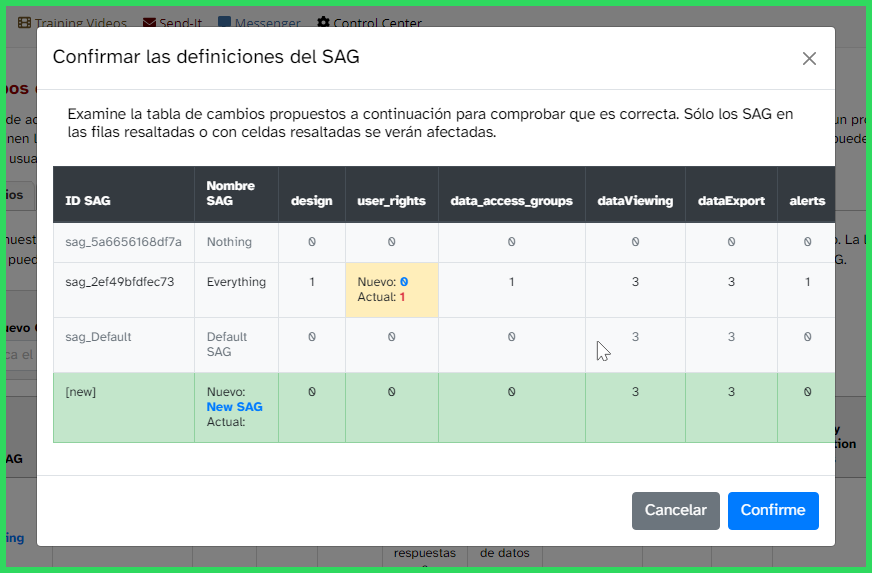 Training Videos Send-It Messenger Control Center
Confirmar las definiciones del SAG
Examine la tabla de cambios propuestos a continuación para comprobar que es correcta. Sólo los SAG en
las filas resaltadas o con celdas resaltadas se verán afectadas.
ID SAG Nombre SAG design user_rights data_access_groups dataViewing dataExport alerts
sag_5a6656168df7a Nothing 0 0 0 0 0 0
sag_2ef49bfdfec73 Everything 1 Nuevo: 0 1 3 3 1
Actual: 1
sag_Default Default 0 0 0 3 3 0
SAG
[new] Nuevo: 0 0 0 3 3 0
New SAG
Actual:
Cancelar Confirme
respuestas de datos